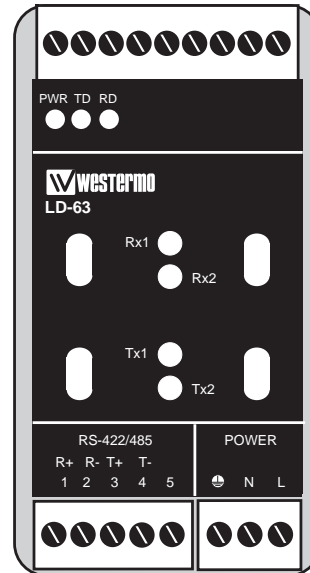 PWR TD RD
Westermo
LD-63
Rx1
Rx2
Tx1
Tx2
RS-422/485 POWER
R+ R- T+ T-
1 2 3 4 5 N L